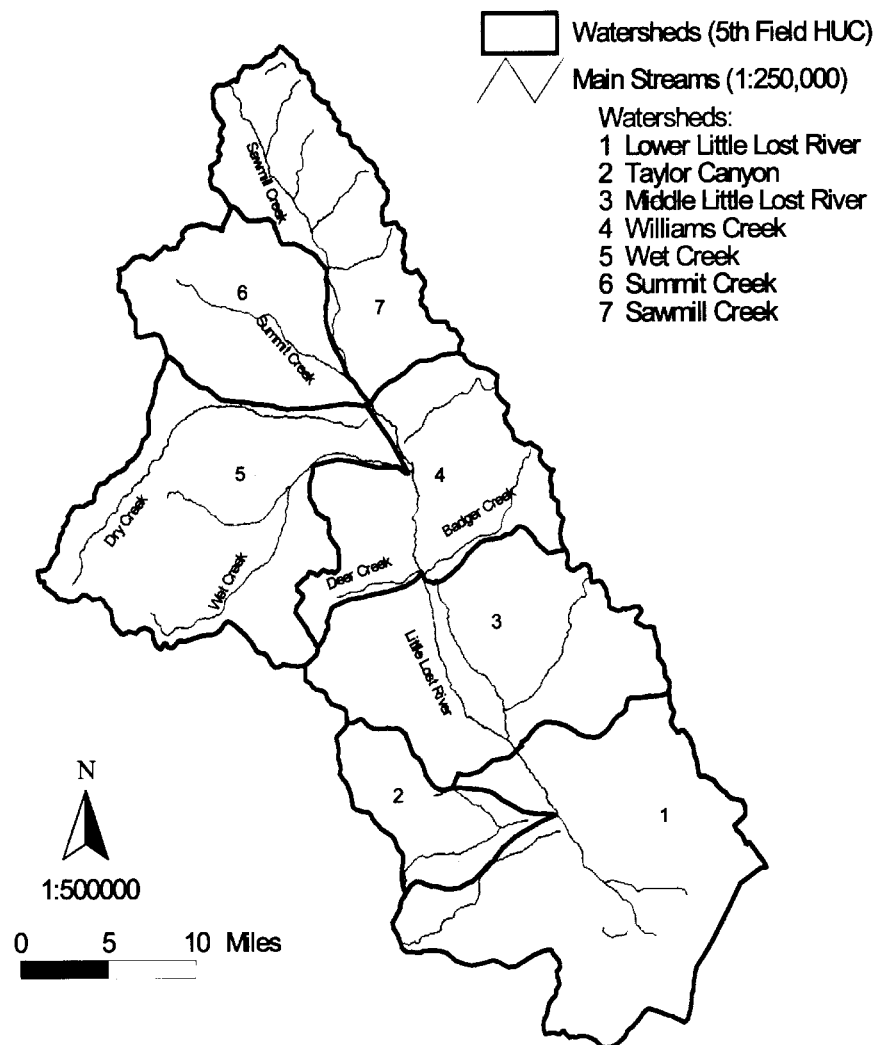 Watersheds (5th Field HUC)
Main Streams (1:250,000)
Watersheds:
1 Lower Little Lost River
2 Taylor Canyon
3 Middle Little Lost River
4 Williams Creek
5 Wet Creek
6 Summit Creek
7 Sawmill Creek
Sawmill Creek
6
7
Summit Creek
5
4
Dry Creek
Badger Creek
Wet Creek
Deer Creek
3
Little Lost River
N
2
1
1:500000
0 5 10 Miles